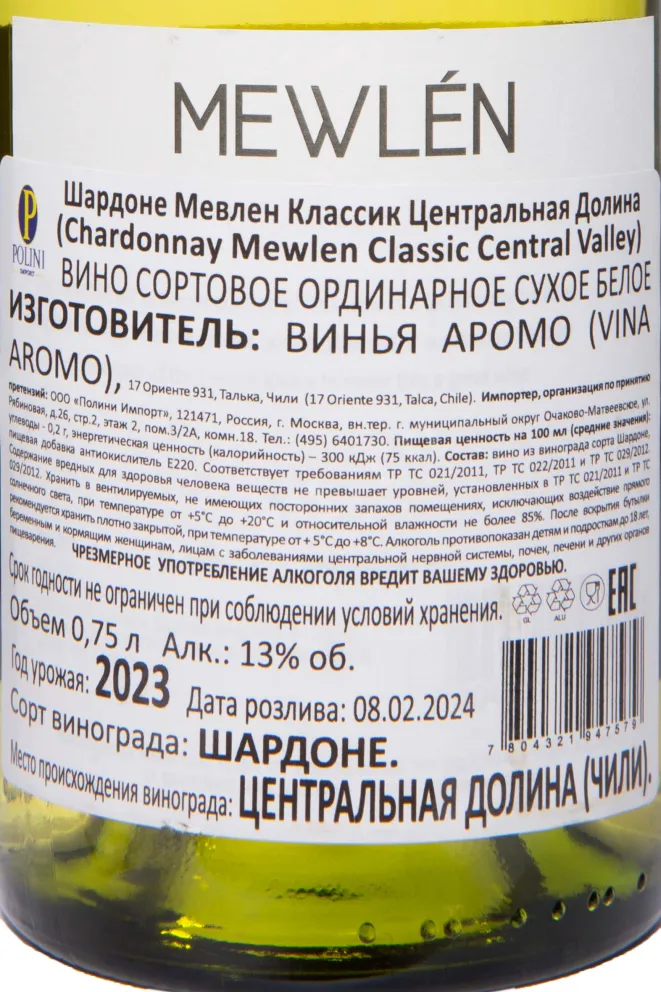 MEWLÉN
P
POLINI
IMPORT
Шардоне Мевлен Классик Центральная Долина
(Chardonnay Mewlen Classic Central Valley)
ВИНО СОРТОВОЕ ОРДИНАРНОЕ СУХОЕ БЕЛОЕ
ИЗГОТОВИТЕЛЬ: ВИНЬЯ АРОМО (VINA
AROMO), 17 Ориенте 931, Талька, Чили (17 Oriente 931, Talca, Chile). Импортер, организация по принятию
претензий: ООО «Полини Импорт», 121471, Россия, г. Москва, вн.тер. г. муниципальный округ Очаково-Матвеевское, ул.
Рябиновая, д.26, стр.2, этаж 2, пом.3/2А, комн.18. Тел.: (495) 6401730. Пищевая ценность на 100 мл (средние значения):
углеводы - 0,2 г, энергетическая ценность (калорийность) – 300 кДж (75 ккал). Состав: вино из винограда сорта Шардоне,
пищевая добавка антиокислитель Е220. Соответствует требованиям ТР ТС 021/2011, ТР ТС 022/2011 и ТР ТС 029/2012.
Содержание вредных для здоровья человека веществ не превышает уровней, установленных в ТР ТС 021/2011 и ТР ТС
029/2012. Хранить в вентилируемых, не имеющих посторонних запахов помещениях, исключающих воздействие прямого
солнечного света, при температуре от +5°С до +20°С и относительной влажности не более 85%. После вскрытия бутылки
рекомендуется хранить плотно закрытой, при температуре от + 5°С до +8°С. Алкоголь противопоказан детям и подросткам до 18 лет,
беременным и кормящим женщинам, лицам с заболеваниями центральной нервной системы, почек, печени и других органов
пищеварения.
ЧРЕЗМЕРНОЕ УПОТРЕБЛЕНИЕ АЛКОГОЛЯ ВРЕДИТ ВАШЕМУ ЗДОРОВЬЮ.
Срок годности не ограничен при соблюдении условий хранения.
GL ALU EAC
Объем 0,75 л Алк.: 13% об.
Год урожая: 2023 Дата розлива: 08.02.2024
7 804321 947579
Сорт винограда: ШАРДОНЕ.
Место происхождения винограда: ЦЕНТРАЛЬНАЯ ДОЛИНА (ЧИЛИ).